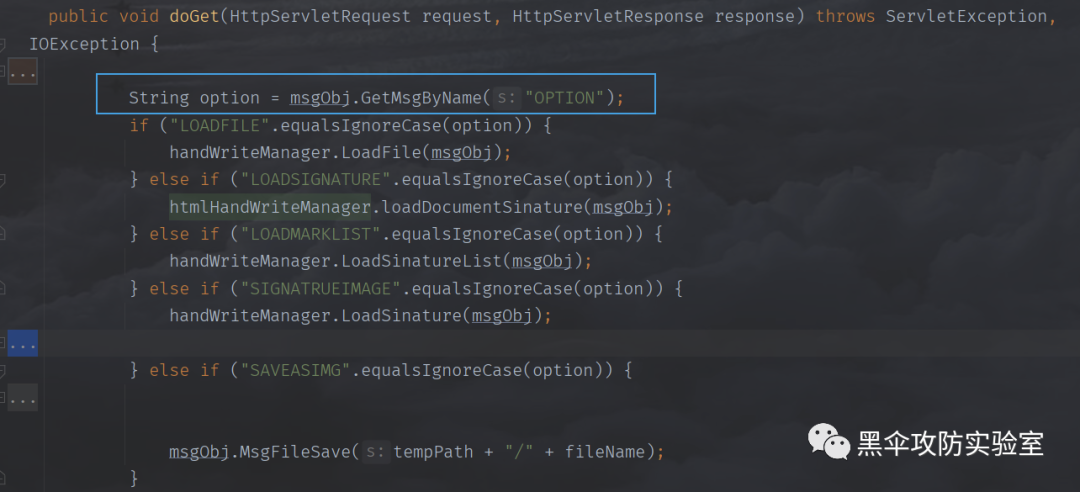 public void doGet(HttpServletRequest request, HttpServletResponse response) throws ServletException,
IOException {
...
String option = msgObj.GetMsgByName( s: "OPTION");
if ("LOADFILE".equalsIgnoreCase(option)) {
handWriteManager.LoadFile(msgObj);
} else if ("LOADSIGNATURE".equalsIgnoreCase(option)) {
htmlHandWriteManager.loadDocumentSinature(msgObj);
} else if ("LOADMARKLIST".equalsIgnoreCase(option)) {
handWriteManager.LoadSinatureList(msgObj);
} else if ("SIGNATRUEIMAGE".equalsIgnoreCase(option)) {
handWriteManager.LoadSinature(msgObj);
...
} else if ("SAVEASIMG".equalsIgnoreCase(option)) {
...
msgObj.MsgFileSave( s: tempPath + "/" + fileName);
}
黑伞攻防实验室